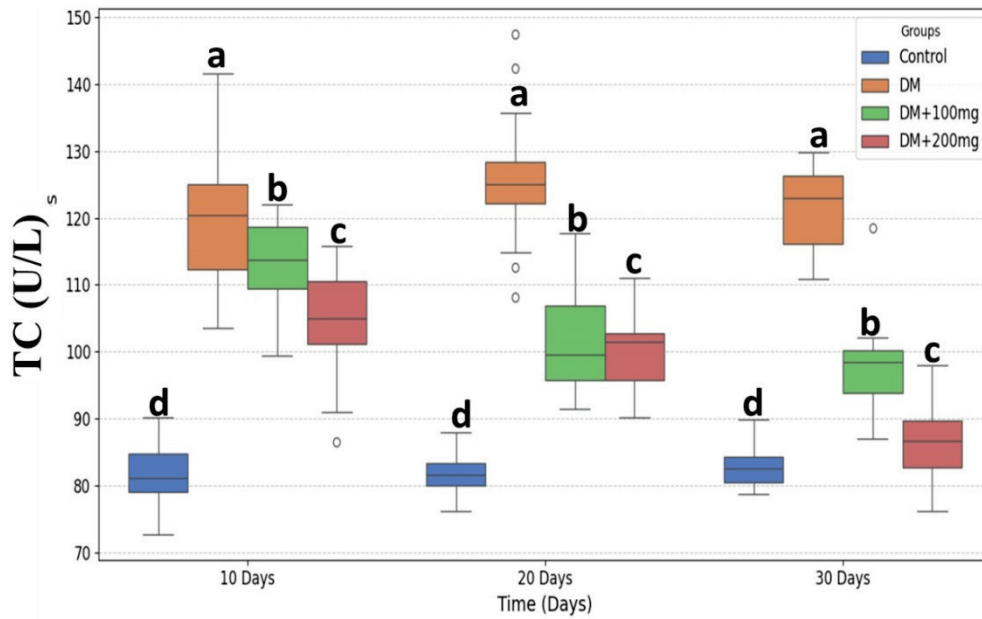 150
140
130
120
110
100
90
80
70
TC (U/L) s
a
b
c
d
a
b
c
d
a
b
c
d
Groups
Control
DM
DM+100mg
DM+200mg
10 Days
20 Days
30 Days
Time (Days)